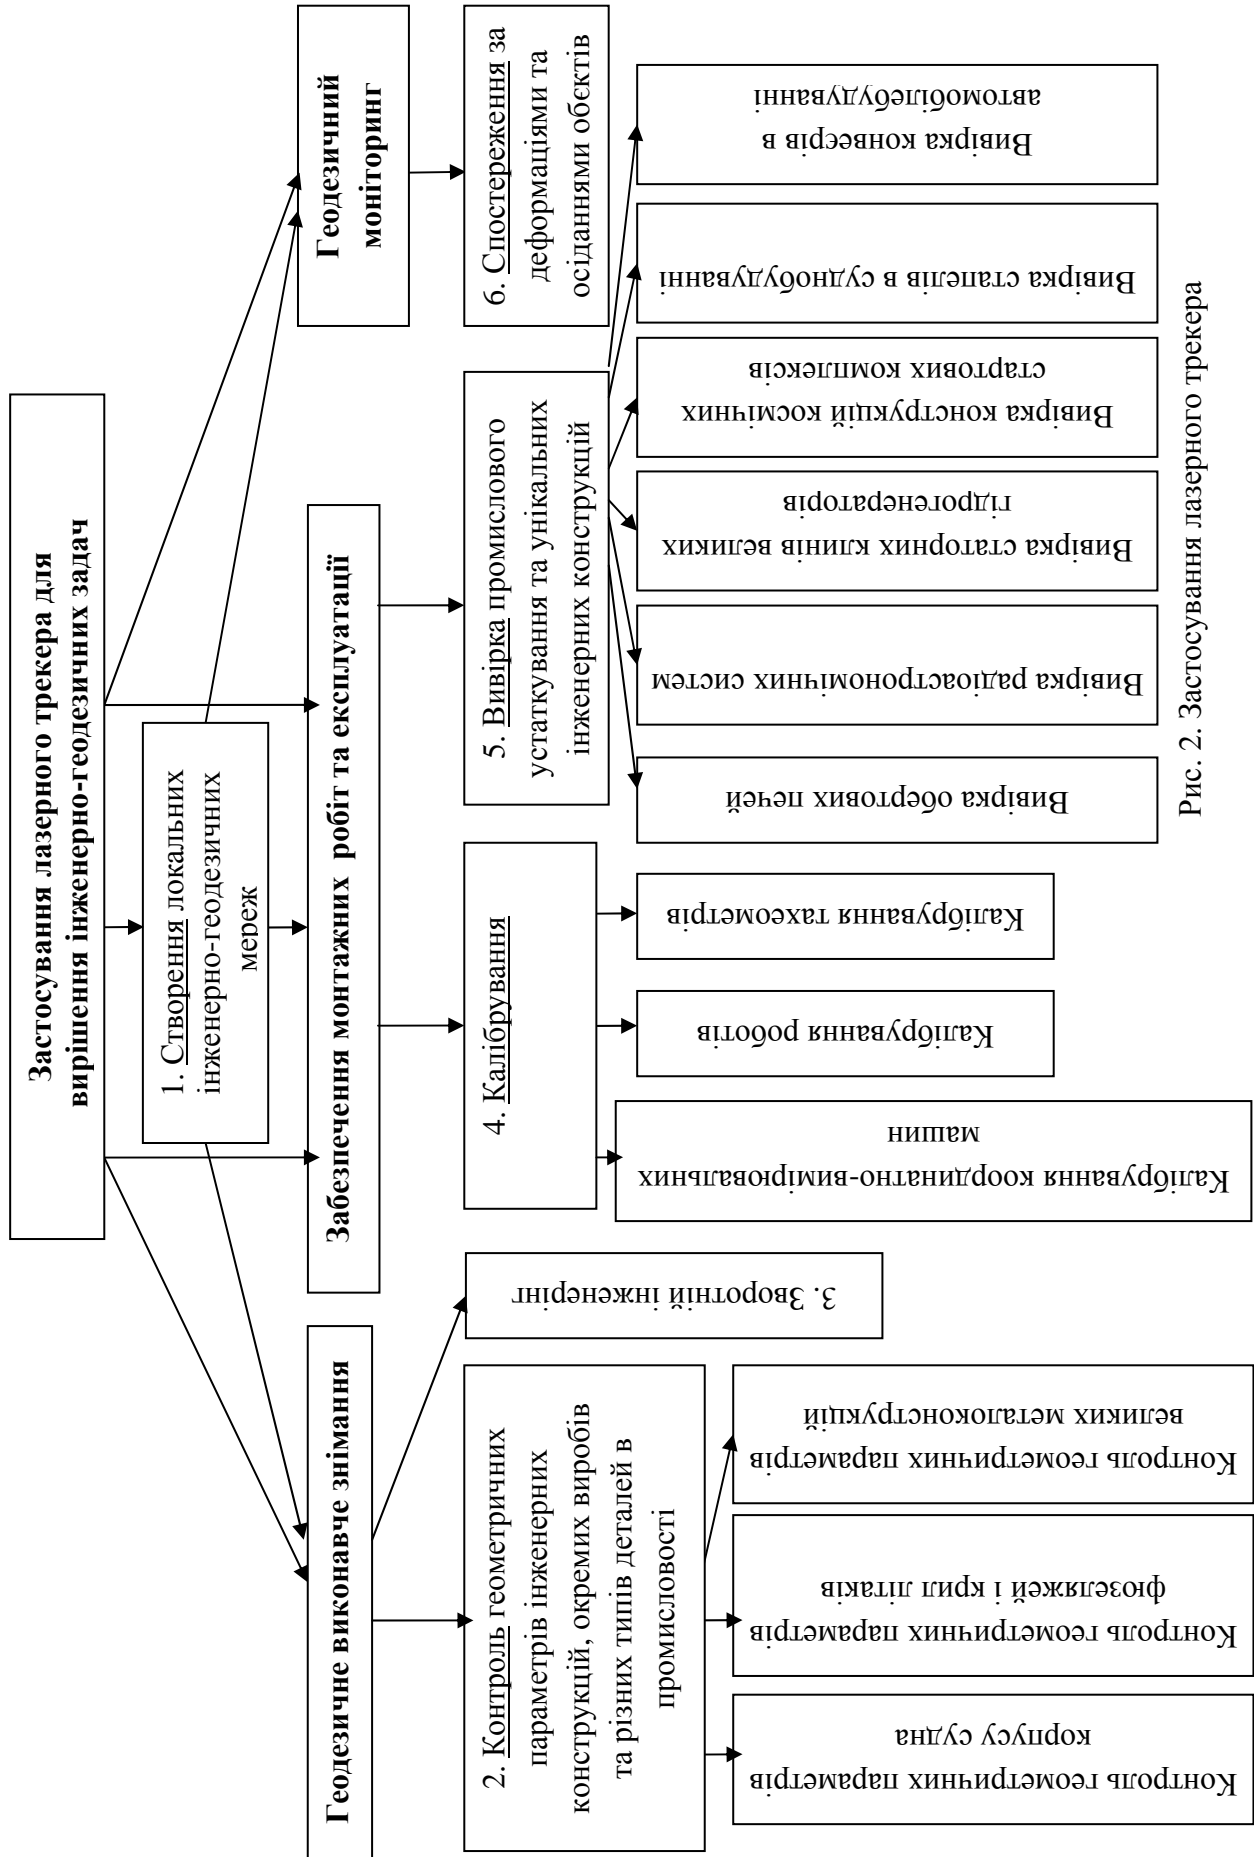 Застосування лазерного трекера для
вирішення інженерно-геодезичних задач
1. Створення локальних
інженерно-геодезичних
мереж
Геодезичне виконавче знімання
Забезпечення монтажних робіт та експлуатації
Геодезичний
моніторинг
2. Контроль геометричних
параметрів інженерних
конструкцій, окремих виробів
та різних типів деталей в
промисловості
3. Зворотній інженерінг
4. Калібрування
5. Вивірка промислового
устаткування та унікальних
інженерних конструкцій
6. Спостереження за
деформаціями та
осіданнями обєктів
Контроль геометричних параметрів
корпусу судна
Контроль геометричних параметрів
фюзеляжей і крил літаків
Контроль геометричних параметрів
великих металоконструкцій
Калібрування координатно-вимірювальних
машин
Калібрування роботів
Калібрування тахеометрів
Вивірка обертових печей
Вивірка радіоастрономічних систем
Вивірка статорних клинів великих
гідрогенераторів
Вивірка конструкцій космічних
стартових комплексів
Вивірка стапелів в суднобудуванні
Вивірка конвеєрів в
автомобілебудуванні
Рис. 2. Застосування лазерного трекера